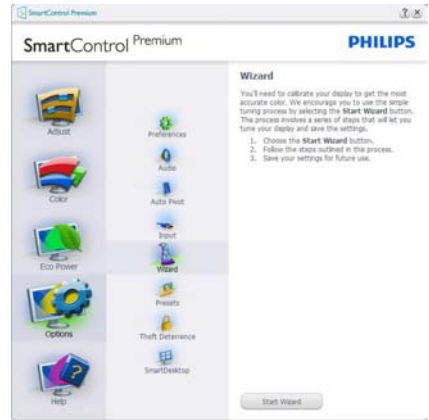 SmartControl Premium
SmartControl Premium
PHILIPS
Adjust
Color
Eco Power
Options
Help
Preferences
Audio
Auto Pivot
Input
Wizard
Presets
Theft Deterrence
SmartDesktop
Wizard
You'll need to calibrate your display to get the most
accurate color. We encourage you to use the simple
tuning process by selecting the Start Wizard button.
The process involves a series of steps that will let you
tune your display and save the settings.
1. Choose the Start Wizard button.
2. Follow the steps outlined in the process.
3. Save your settings for future use.
Start Wizard